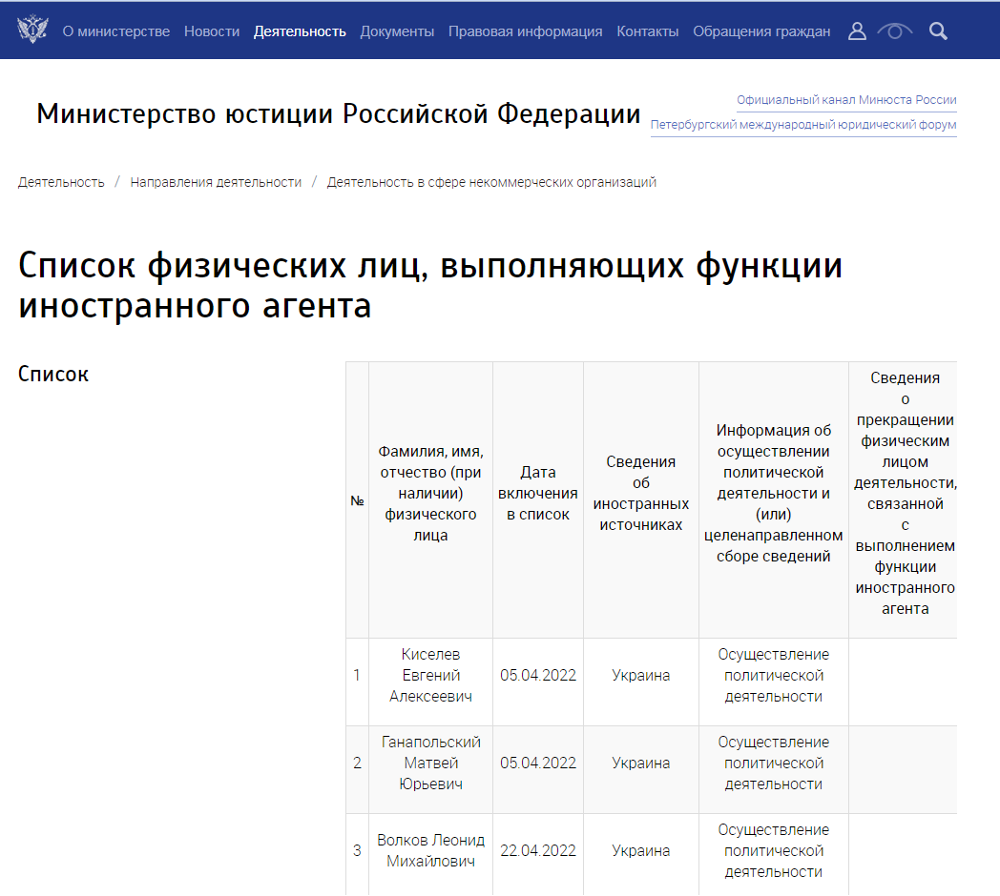 О министерстве Новости Деятельность Документы Правовая информация Контакты Обращения граждан
Министерство юстиции Российской Федерации
Официальный канал Минюста России
Петербургский международный юридический форум
Деятельность / Направления деятельности / Деятельность в сфере некоммерческих организаций
Список физических лиц, выполняющих функции
иностранного агента
Список
№
Фамилия, имя,
отчество (при
наличии)
физического
лица
Дата
включения
в список
Сведения
об
иностранных
источниках
Информация об
осуществлении
политической
деятельности и
(или)
целенаправленном
сборе сведений
Сведения
о
прекращении
физическим
лицом
деятельности,
связанной
с
выполнением
функции
иностранного
агента
1
Киселев
Евгений
Алексеевич
05.04.2022
Украина
Осуществление
политической
деятельности
2
Ганапольский
Матвей
Юрьевич
05.04.2022
Украина
Осуществление
политической
деятельности
3
Волков Леонид
Михайлович
22.04.2022
Украина
Осуществление
политической
деятельности